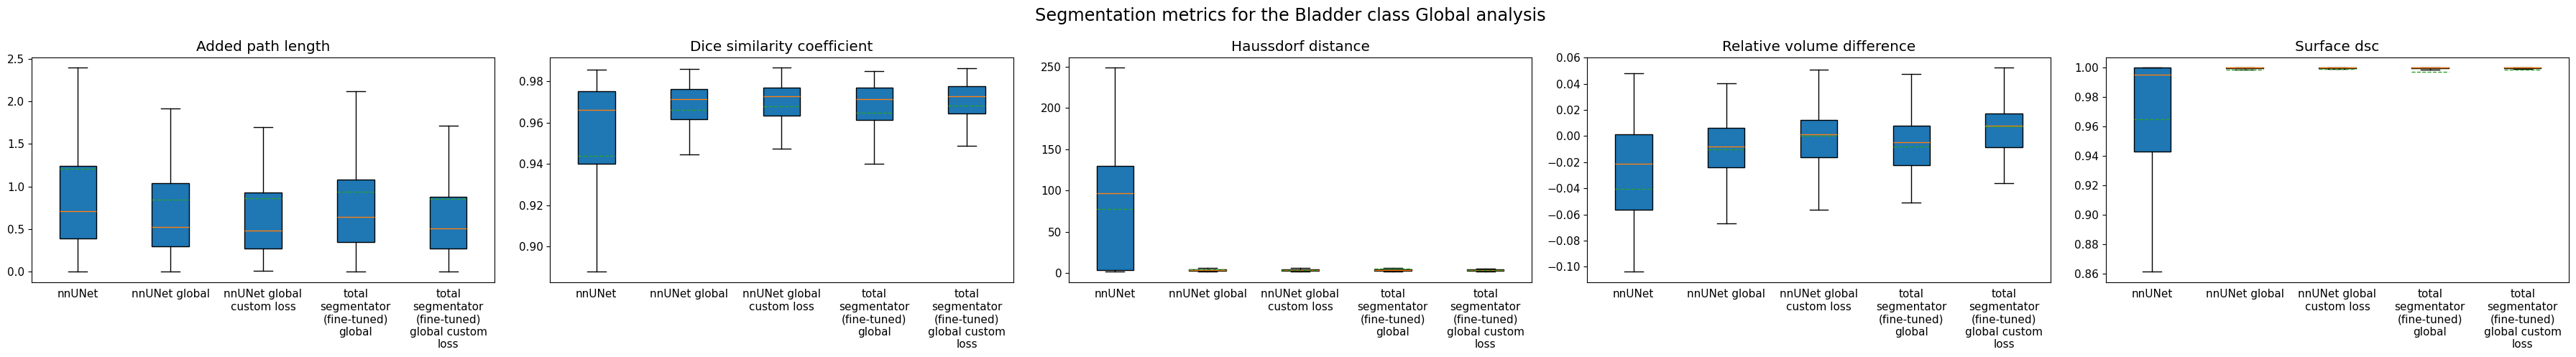 Segmentation metrics for the Bladder class Global analysis
Added path length
2.5
2.0
1.5
1.0
0.5
0.0
nnUNet
nnUNet global
nnUNet global
custom loss
total
segmentator
(fine-tuned)
global
total
segmentator
(fine-tuned)
global custom
loss
Dice similarity coefficient
0.98
0.96
0.94
0.92
0.90
nnUNet
nnUNet global
nnUNet global
custom loss
total
segmentator
(fine-tuned)
global
total
segmentator
(fine-tuned)
global custom
loss
Haussdorf distance
250
200
150
100
50
0
nnUNet
nnUNet global
nnUNet global
custom loss
total
segmentator
(fine-tuned)
global
total
segmentator
(fine-tuned)
global custom
loss
Relative volume difference
0.06
0.04
0.02
0.00
−0.02
−0.04
−0.06
−0.08
−0.10
nnUNet
nnUNet global
nnUNet global
custom loss
total
segmentator
(fine-tuned)
global
total
segmentator
(fine-tuned)
global custom
loss
Surface dsc
1.00
0.98
0.96
0.94
0.92
0.90
0.88
0.86
nnUNet
nnUNet global
nnUNet global
custom loss
total
segmentator
(fine-tuned)
global
total
segmentator
(fine-tuned)
global custom
loss